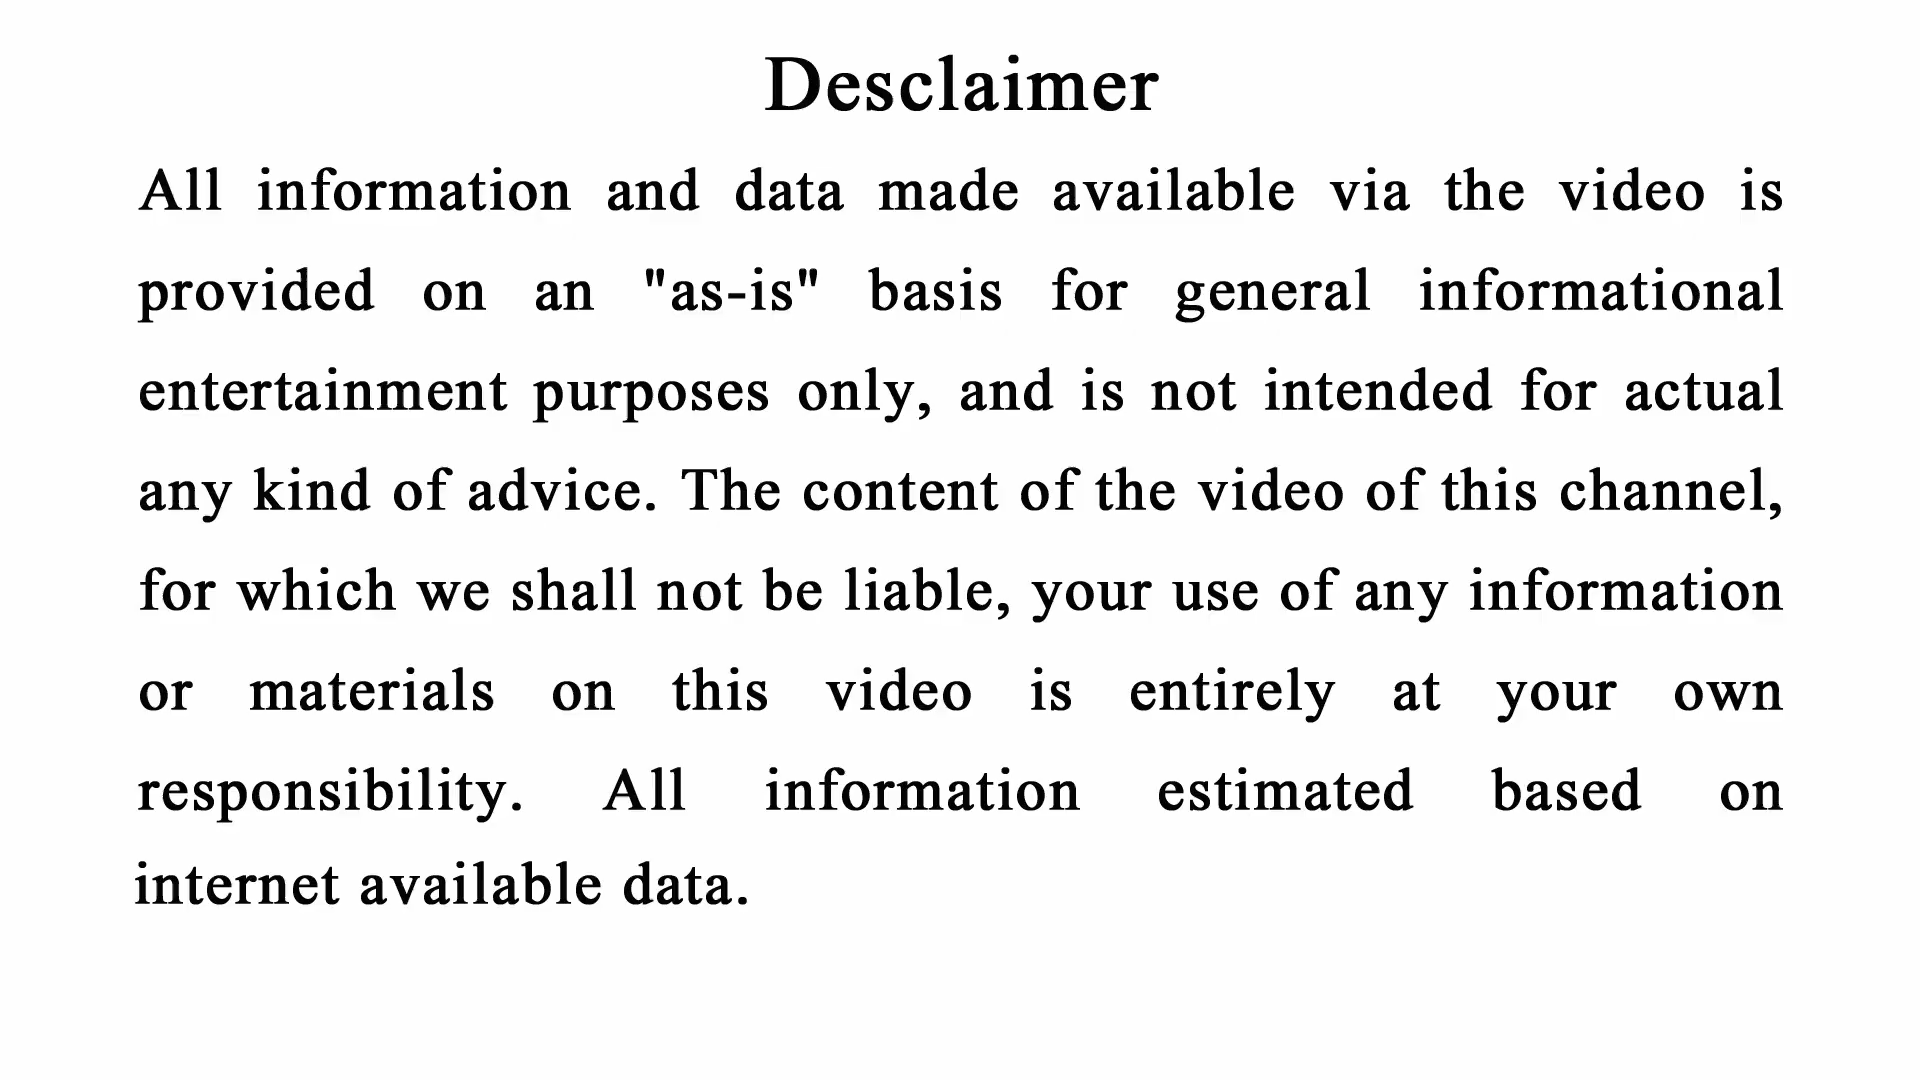 Desclaimer
All information and data made available via the video is
provided on an "as-is" basis for general informational
entertainment purposes only, and is not intended for actual
any kind of advice. The content of the video of this channel,
for which we shall not be liable, your use of any information
or materials on this video is entirely at your own
responsibility. All information estimated based on
internet available data.